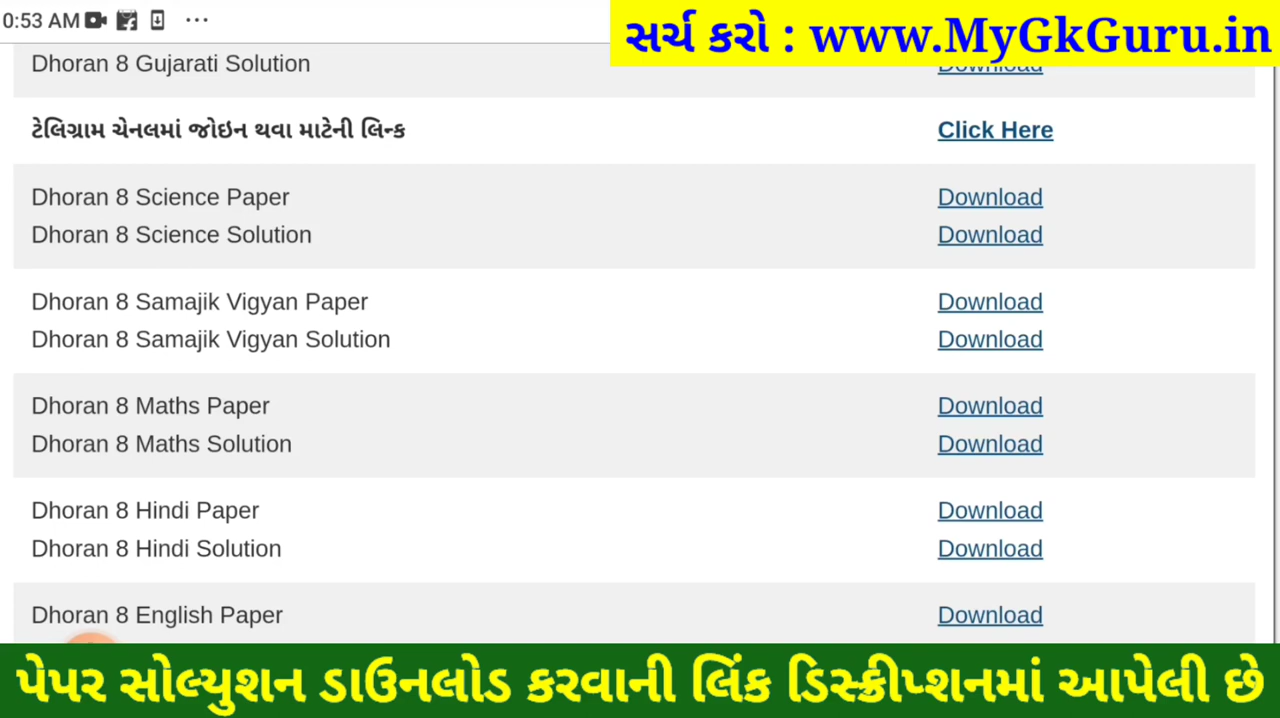 0:53 AM
સર્ચ કરો : www.MyGkGuru.in
Dhoran 8 Gujarati Solution Download
ટેલિગ્રામ ચેનલમાં જોઇન થવા માટેની લિન્ક Click Here
Dhoran 8 Science Paper Download
Dhoran 8 Science Solution Download
Dhoran 8 Samajik Vigyan Paper Download
Dhoran 8 Samajik Vigyan Solution Download
Dhoran 8 Maths Paper Download
Dhoran 8 Maths Solution Download
Dhoran 8 Hindi Paper Download
Dhoran 8 Hindi Solution Download
Dhoran 8 English Paper Download
પેપર સોલ્યુશન ડાઉનલોડ કરવાની લિંક ડિસ્ક્રીપ્શનમાં આપેલી છે